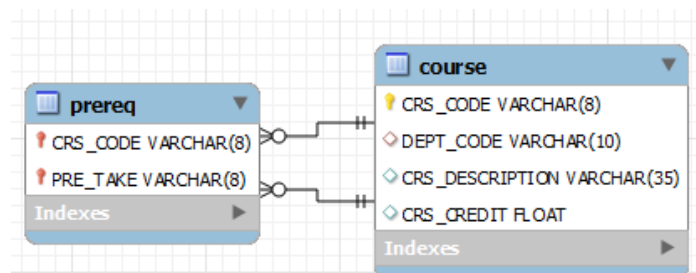 prereq
CRS_CODE VARCHAR(8)
PRE_TAKE VARCHAR(8)
Indexes
course
CRS_CODE VARCHAR(8)
DEPT_CODE VARCHAR(10)
CRS_DESCRIPTION VARCHAR(35)
CRS_CREDIT FLOAT
Indexes